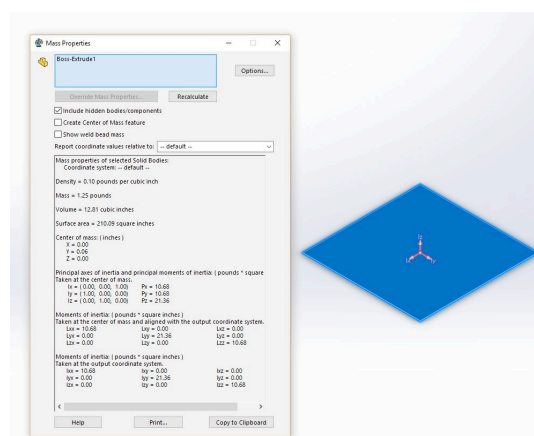 Mass Properties
Boss-Extrude1
Options...
Override Mass Properties... Recalculate
Include hidden bodies/components
Create Center of Mass feature
Show weld bead mass
Report coordinate values relative to: -- default --
Mass properties of selected Solid Bodies:
Coordinate system: -- default --
Density = 0.10 pounds per cubic inch
Mass = 1.25 pounds
Volume = 12.81 cubic inches
Surface area = 210.09 square inches
Center of mass: ( inches )
X = 0.00
Y = 0.06
Z = 0.00
Principal axes of inertia and principal moments of inertia: ( pounds * square
Taken at the center of mass.
Ix = ( 0.00, 0.00, 1.00) Px = 10.68
Iy = ( 1.00, 0.00, 0.00) Py = 10.68
Iz = ( 0.00, 1.00, 0.00) Pz = 21.36
Moments of inertia: ( pounds * square inches )
Taken at the center of mass and aligned with the output coordinate system.
Lxx = 10.68 Lxy = 0.00 Lxz = 0.00
Lyx = 0.00 Lyy = 21.36 Lyz = 0.00
Lzx = 0.00 Lzy = 0.00 Lzz = 10.68
Moments of inertia: ( pounds * square inches )
Taken at the output coordinate system.
Ixx = 10.68 Ixy = 0.00 Ixz = 0.00
Iyx = 0.00 Iyy = 21.36 Iyz = 0.00
Izx = 0.00 Izy = 0.00 Izz = 10.68
Help Print... Copy to Clipboard
Iz
Ix Iy